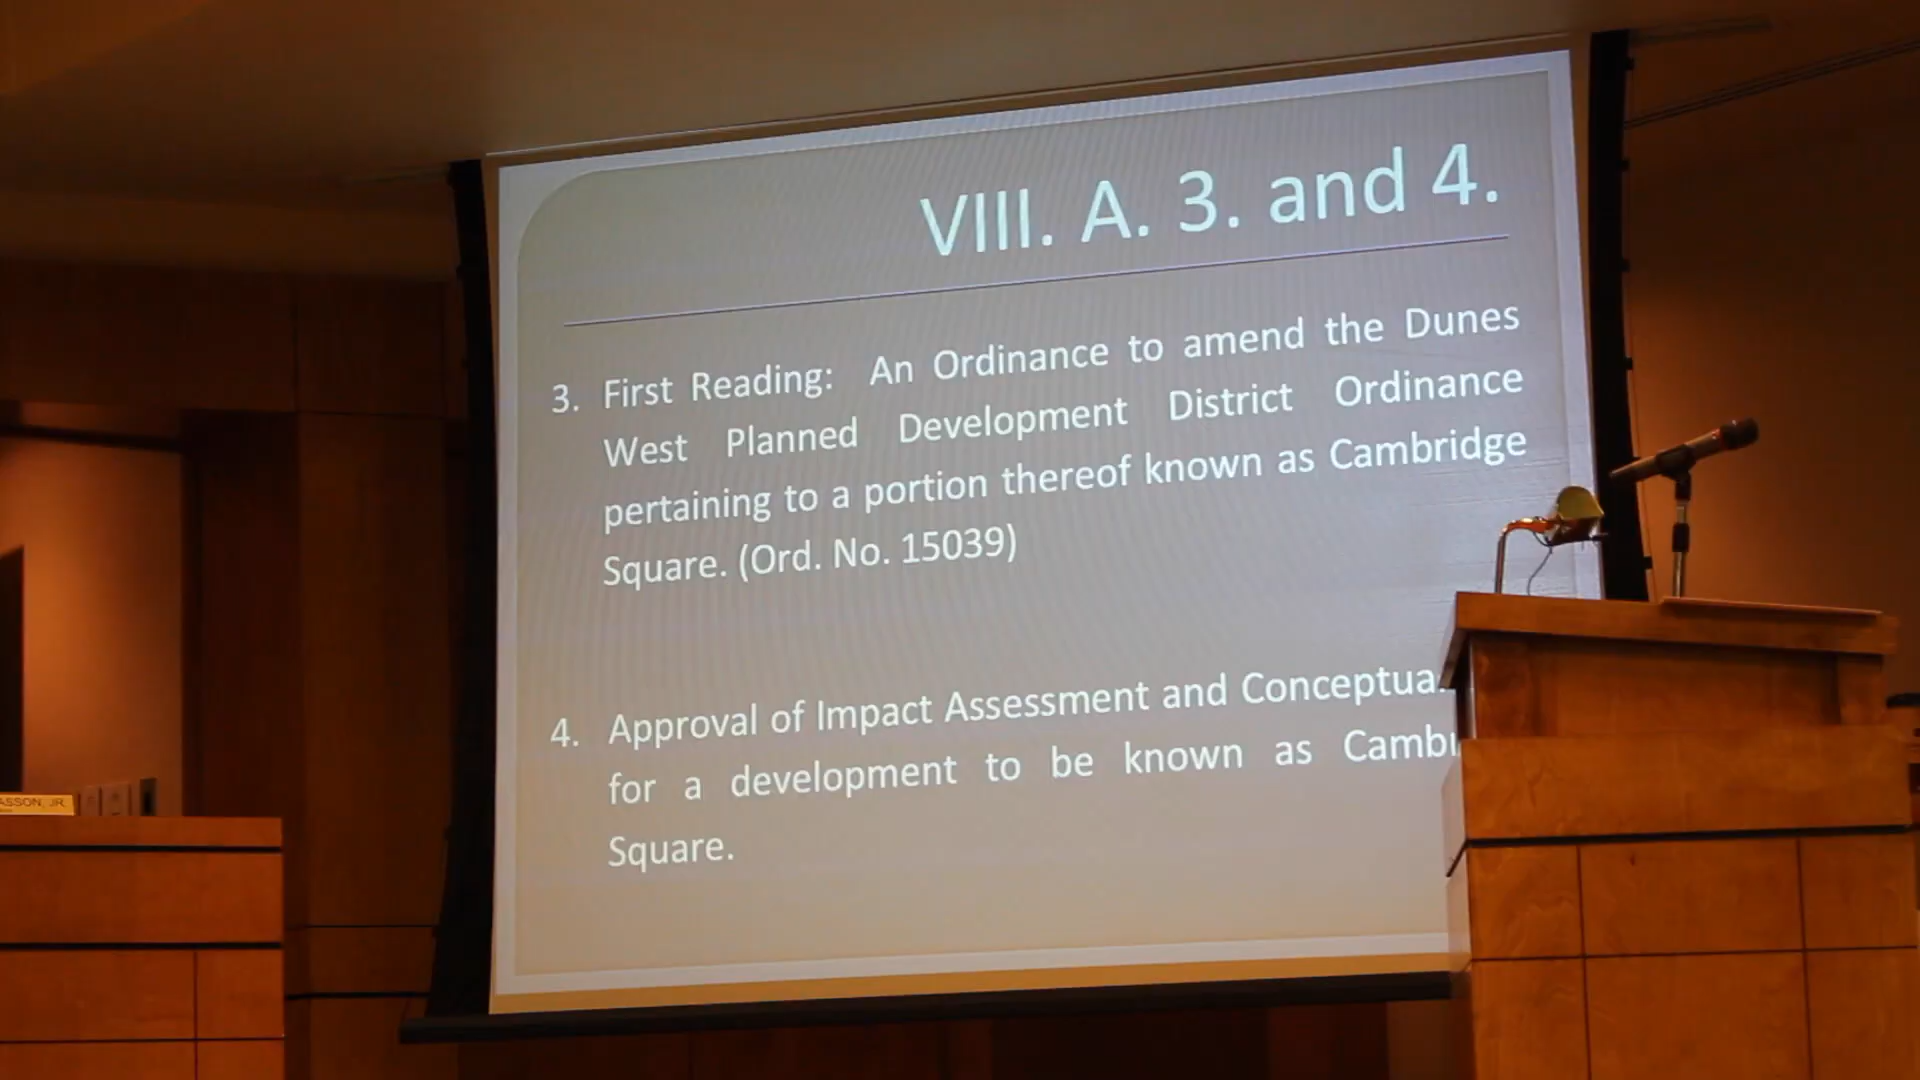 VIII. A. 3. and 4.
3. First Reading: An Ordinance to amend the Dunes
West Planned Development District Ordinance
pertaining to a portion thereof known as Cambridge
Square. (Ord. No. 15039)
4. Approval of Impact Assessment and Conceptua
for a development to be known as Camb
Square.
ASSON, JR.